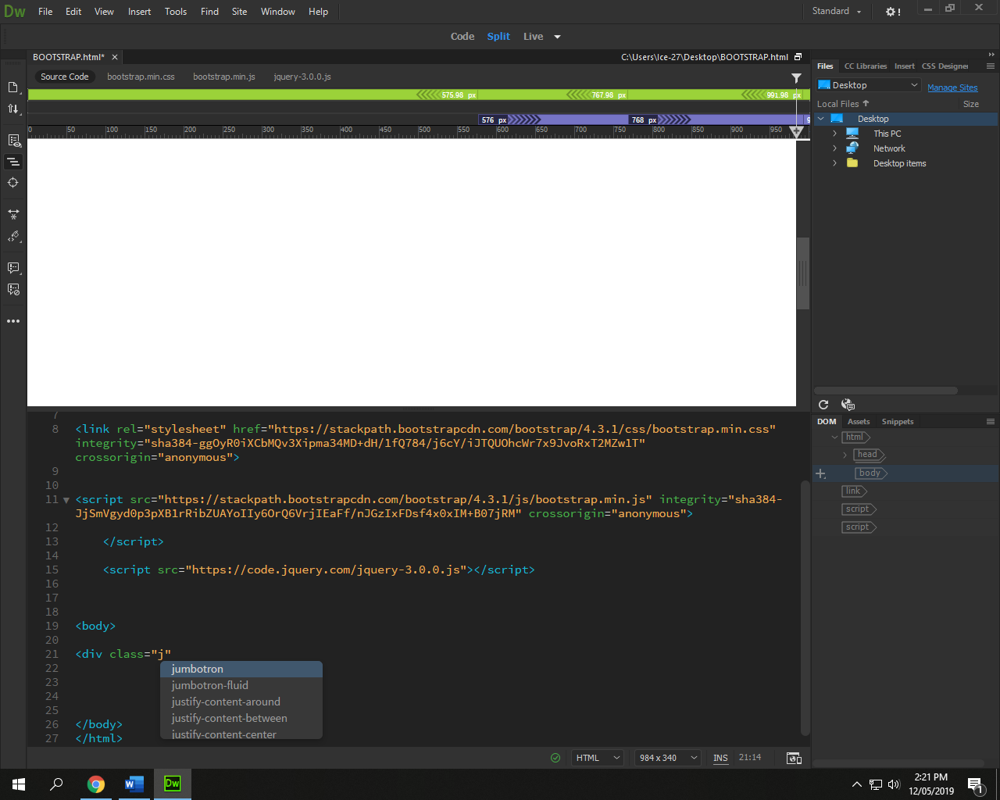 Dw File Edit View Insert Tools Find Site Window Help Standard !
Code Split Live
BOOTSTRAP.html* × C:\Users\Ice-27\Desktop\BOOTSTRAP.html
Source Code bootstrap.min.css bootstrap.min.js jquery-3.0.0.js
575.98 px 767.98 px 991.98 px
576 px 768 px
0 50 100 150 200 250 300 350 400 450 500 550 600 650 700 750 800 850 900 950
Files CC Libraries Insert CSS Designer
Desktop Manage Sites
Local Files Size
Desktop
This PC
Network
Desktop items
DOM Assets Snippets
html
head
body
link
script
script
7
8 <link rel="stylesheet" href="https://stackpath.bootstrapcdn.com/bootstrap/4.3.1/css/bootstrap.min.css"
integrity="sha384-ggOyR0iXCbMQv3Xipma34MD+dH/1fQ784/j6cY/iJTQUOhcWr7x9JvoRxT2MZw1T"
crossorigin="anonymous">
9
10
11 <script src="https://stackpath.bootstrapcdn.com/bootstrap/4.3.1/js/bootstrap.min.js" integrity="sha384-
JjSmVgyd0p3pXB1rRibZUAYoIIy6OrQ6VrjIEaFf/nJGzIxFDsf4x0xIM+B07jRM" crossorigin="anonymous">
12
13 </script>
14
15 <script src="https://code.jquery.com/jquery-3.0.0.js"></script>
16
17
18
19 <body>
20
21 <div class="j"
22
23
24
25
26 </body>
27 </html>
jumbotron
jumbotron-fluid
justify-content-around
justify-content-between
justify-content-center
HTML 984 x 340 INS 21:14
W Dw
2:21 PM
12/05/2019
1